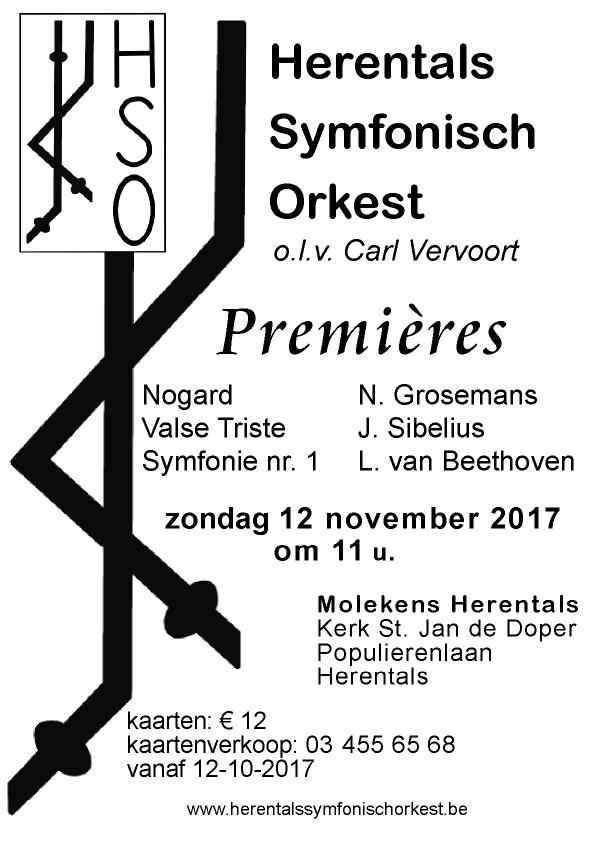 H
S
O
Herentals
Symfonisch
Orkest
o.l.v. Carl Vervoort
Premières
Nogard N. Grosemans
Valse Triste J. Sibelius
Symfonie nr. 1 L. van Beethoven
zondag 12 november 2017
om 11 u.
Molekens Herentals
Kerk St. Jan de Doper
Populierenlaan
Herentals
kaarten: € 12
kaartenverkoop: 03 455 65 68
vanaf 12-10-2017
www.herentalssymfonischorkest.be